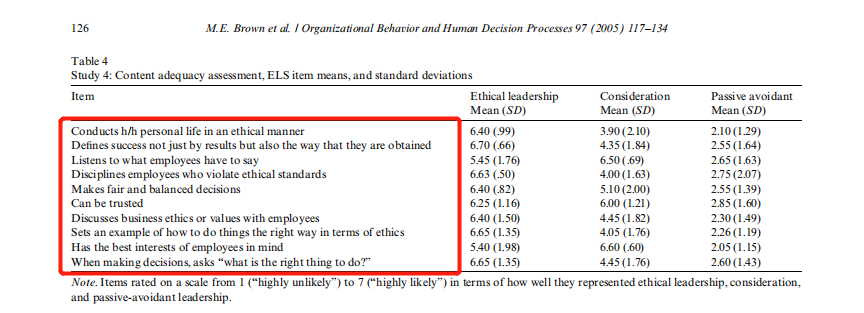 126 M.E. Brown et al. / Organizational Behavior and Human Decision Processes 97 (2005) 117–134
Table 4
Study 4: Content adequacy assessment, ELS item means, and standard deviations
Item Ethical leadership Consideration Passive avoidant
Mean (SD) Mean (SD) Mean (SD)
Conducts h/h personal life in an ethical manner 6.40 (.99) 3.90 (2.10) 2.10 (1.29)
Defines success not just by results but also the way that they are obtained 6.70 (.66) 4.35 (1.84) 2.55 (1.64)
Listens to what employees have to say 5.45 (1.76) 6.50 (.69) 2.65 (1.63)
Disciplines employees who violate ethical standards 6.63 (.50) 4.00 (1.63) 2.75 (2.07)
Makes fair and balanced decisions 6.40 (.82) 5.10 (2.00) 2.55 (1.39)
Can be trusted 6.25 (1.16) 6.00 (1.21) 2.85 (1.60)
Discusses business ethics or values with employees 6.40 (1.50) 4.45 (1.82) 2.30 (1.49)
Sets an example of how to do things the right way in terms of ethics 6.65 (1.35) 4.05 (1.76) 2.26 (1.19)
Has the best interests of employees in mind 5.40 (1.98) 6.60 (.60) 2.05 (1.15)
When making decisions, asks “what is the right thing to do?” 6.65 (1.35) 4.45 (1.76) 2.60 (1.43)
Note. Items rated on a scale from 1 (“highly unlikely”) to 7 (“highly likely”) in terms of how well they represented ethical leadership, consideration,
and passive-avoidant leadership.